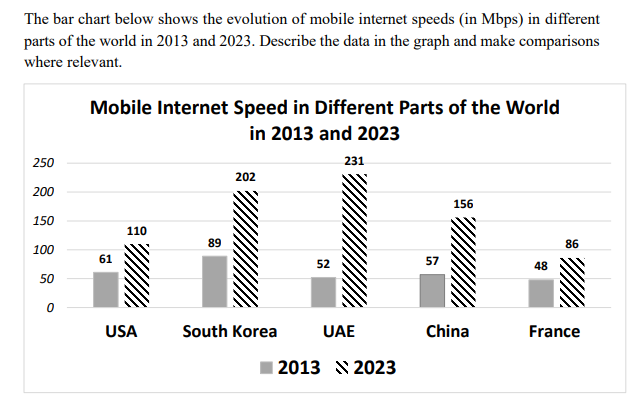 The bar chart below shows the evolution of mobile internet speeds (in Mbps) in different
parts of the world in 2013 and 2023. Describe the data in the graph and make comparisons
where relevant.
Mobile Internet Speed in Different Parts of the World
in 2013 and 2023
250
200
150
100
50
0
61
110
89
202
52
231
57
156
48
86
USA
South Korea
UAE
China
France
2013
2023